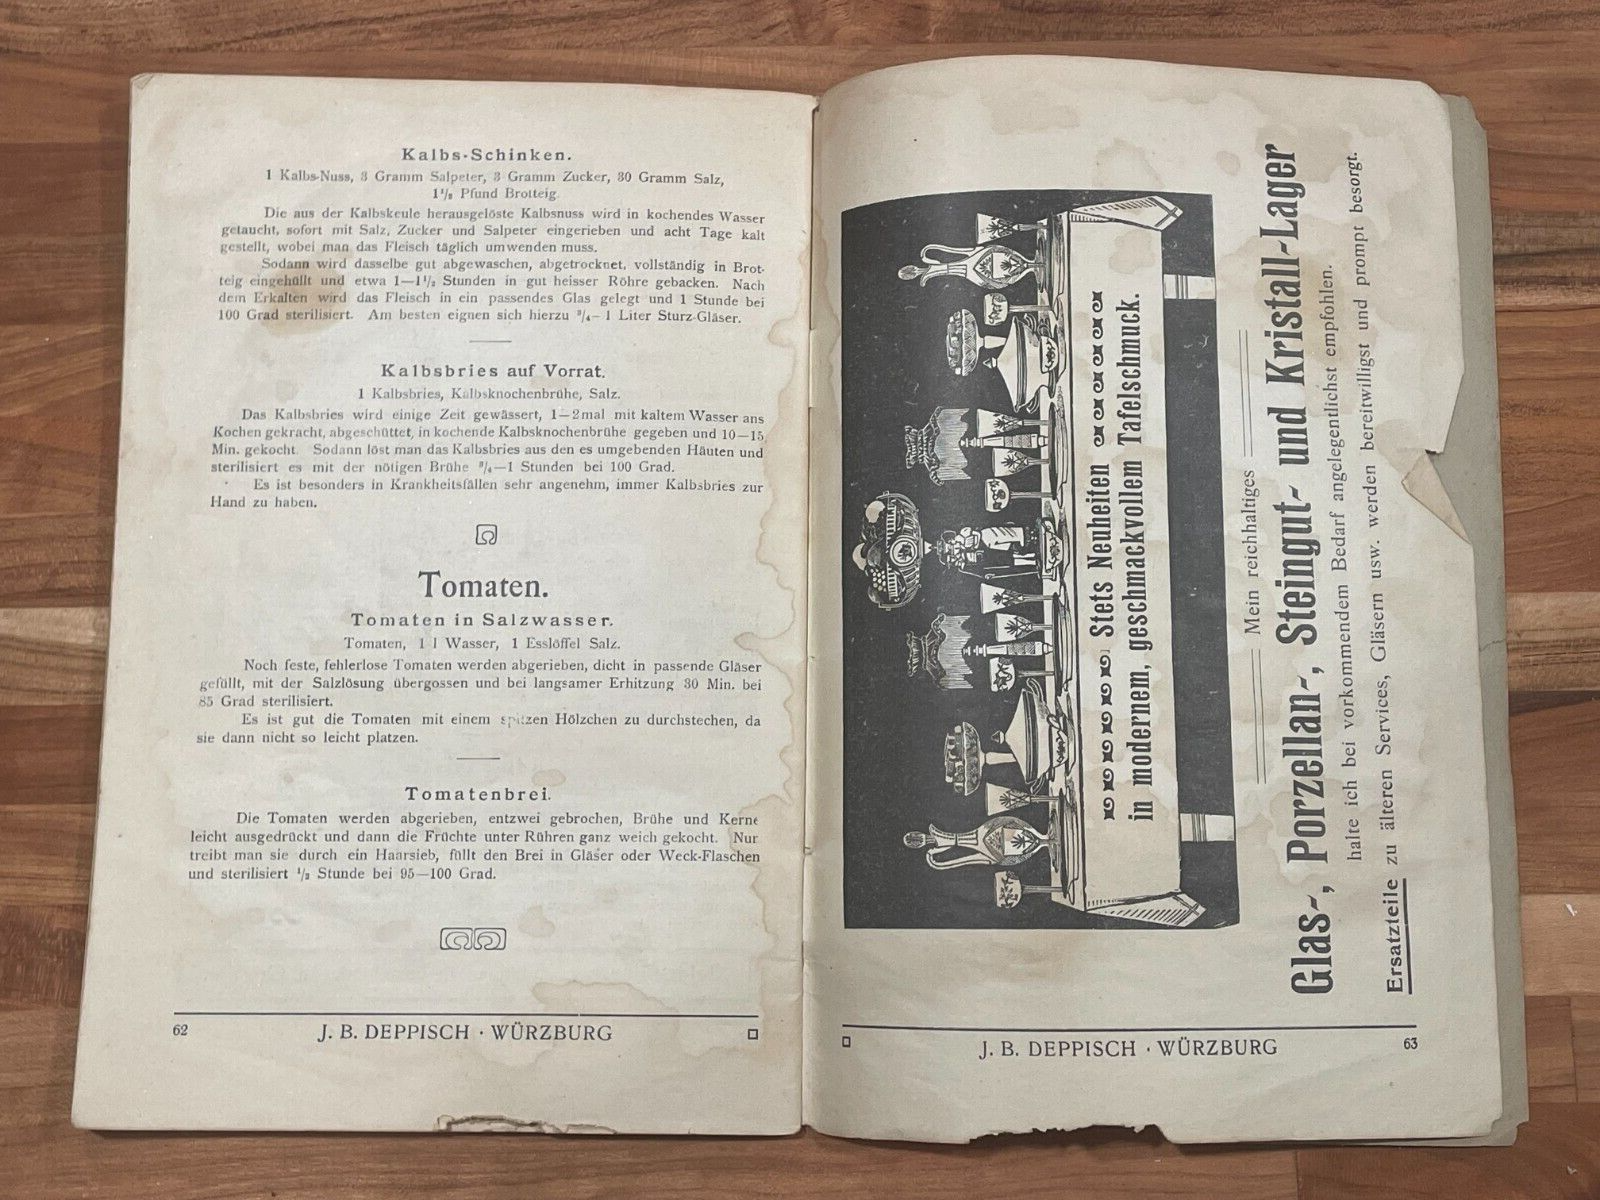 Kalbs-Schinken.
1 Kalbs-Nuss, 3 Gramm Salpeter, 3 Gramm Zucker, 30 Gramm Salz,
1½ Pfund Brotteig.
Die aus der Kalbskeule herausgelöste Kalbsnuss wird in kochendes Wasser
getaucht, sofort mit Salz, Zucker und Salpeter eingerieben und acht Tage kalt
gestellt, wobei man das Fleisch täglich umwenden muss.
Sodann wird dasselbe gut abgewaschen, abgetrocknet, vollständig in Brot-
teig eingehüllt und etwa 1—1½ Stunden in gut heisser Röhre gebacken. Nach
dem Erkalten wird das Fleisch in ein passendes Glas gelegt und 1 Stunde bei
100 Grad sterilisiert. Am besten eignen sich hierzu ¾—1 Liter Sturz-Gläser.
Kalbsbries auf Vorrat.
1 Kalbsbries, Kalbsknochenbrühe, Salz.
Das Kalbsbries wird einige Zeit gewässert, 1—2mal mit kaltem Wasser ans
Kochen gekracht, abgeschüttet, in kochende Kalbsknochenbrühe gegeben und 10—15
Min. gekocht. Sodann löst man das Kalbsbries aus den es umgebenden Häuten und
sterilisiert es mit der nötigen Brühe ¾—1 Stunden bei 100 Grad.
Es ist besonders in Krankheitsfällen sehr angenehm, immer Kalbsbries zur
Hand zu haben.
Tomaten.
Tomaten in Salzwasser.
Tomaten, 1 l Wasser, 1 Esslöffel Salz.
Noch feste, fehlerlose Tomaten werden abgerieben, dicht in passende Gläser
gefüllt, mit der Salzlösung übergossen und bei langsamer Erhitzung 30 Min. bei
85 Grad sterilisiert.
Es ist gut die Tomaten mit einem spitzen Hölzchen zu durchstechen, da
sie dann nicht so leicht platzen.
Tomatenbrei.
Die Tomaten werden abgerieben, entzwei gebrochen, Brühe und Kerne
leicht ausgedrückt und dann die Früchte unter Rühren ganz weich gekocht. Nur
treibt man sie durch ein Haarsieb, füllt den Brei in Gläser oder Weck-Flaschen
und sterilisiert ½ Stunde bei 95—100 Grad.
62 J. B. DEPPISCH · WÜRZBURG
Stets Neuheiten
in modernem, geschmackvollem Tafelschmuck.
Mein reichhaltiges
Glas-, Porzellan-, Steingut- und Kristall-Lager
halte ich bei vorkommendem Bedarf angelegentlichst empfohlen.
Ersatzteile zu älteren Services, Gläsern usw. werden bereitwilligst und prompt besorgt.
J. B. DEPPISCH · WÜRZBURG 63